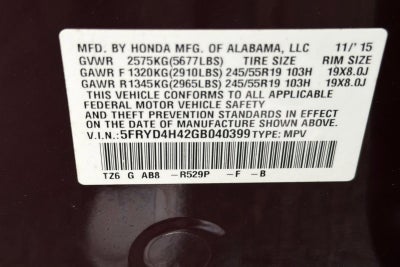 MFD. BY HONDA MFG. OF ALABAMA, LLC 11/'15
GVWR 2575KG(5677LBS) TIRE SIZE RIM SIZE
GAWR F 1320KG(2910LBS) 245/55R19 103H 19X8.0J
GAWR R 1345KG(2965LBS) 245/55R19 103H 19X8.0J
THIS VEHICLE CONFORMS TO ALL APPLICABLE
FEDERAL MOTOR VEHICLE SAFETY
AND THEFT PREVENTION STANDARDS IN EFFECT
ON THE DATE OF MANUFACTURE SHOWN ABOVE.
V.I.N.: 5FRYD4H42GB040399 TYPE: MPV
TZ6 G AB8 -R529P -F -B